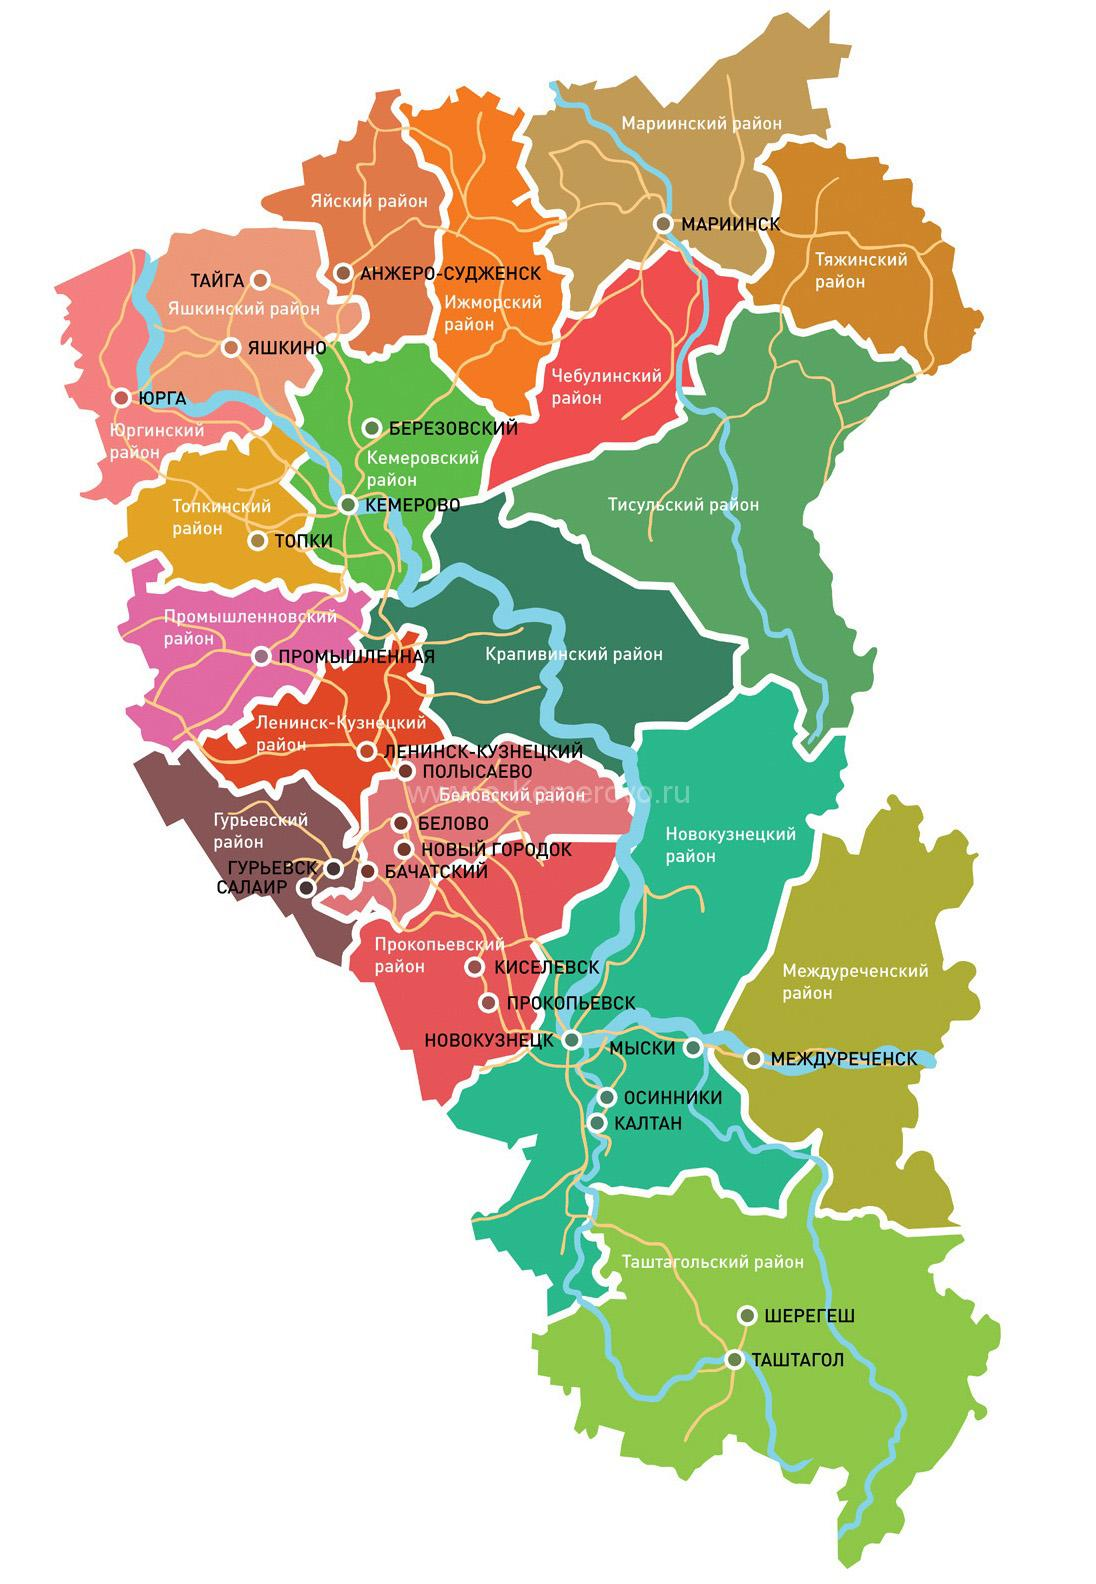 Мариинский район
Яйский район
МАРИИНСК
Тяжинский
район
АНЖЕРО-СУДЖЕНСК
ТАЙГА
Ижморский
район
Яшкинский район
ЯШКИНО
Чебулинский
район
ЮРГА
Юргинский
район
БЕРЕЗОВСКИЙ
Кемеровский
район
Топкинский
район
КЕМЕРОВО
Тисульский район
ТОПКИ
Промышленновский
район
ПРОМЫШЛЕННАЯ
Крапивинский район
Ленинск-Кузнецкий
район
ЛЕНИНСК-КУЗНЕЦКИЙ
ПОЛЫСАЕВО
Беловский район
Гурьевский
район
БЕЛОВО
Новокузнецкий
район
НОВЫЙ ГОРОДОК
ГУРЬЕВСК
БАЧАТСКИЙ
САЛАИР
Прокопьевский
район
КИСЕЛЕВСК
Междуреченский
район
ПРОКОПЬЕВСК
НОВОКУЗНЕЦК
МЫСКИ
МЕЖДУРЕЧЕНСК
ОСИННИКИ
КАЛТАН
Таштагольский район
ШЕРЕГЕШ
ТАШТАГОЛ